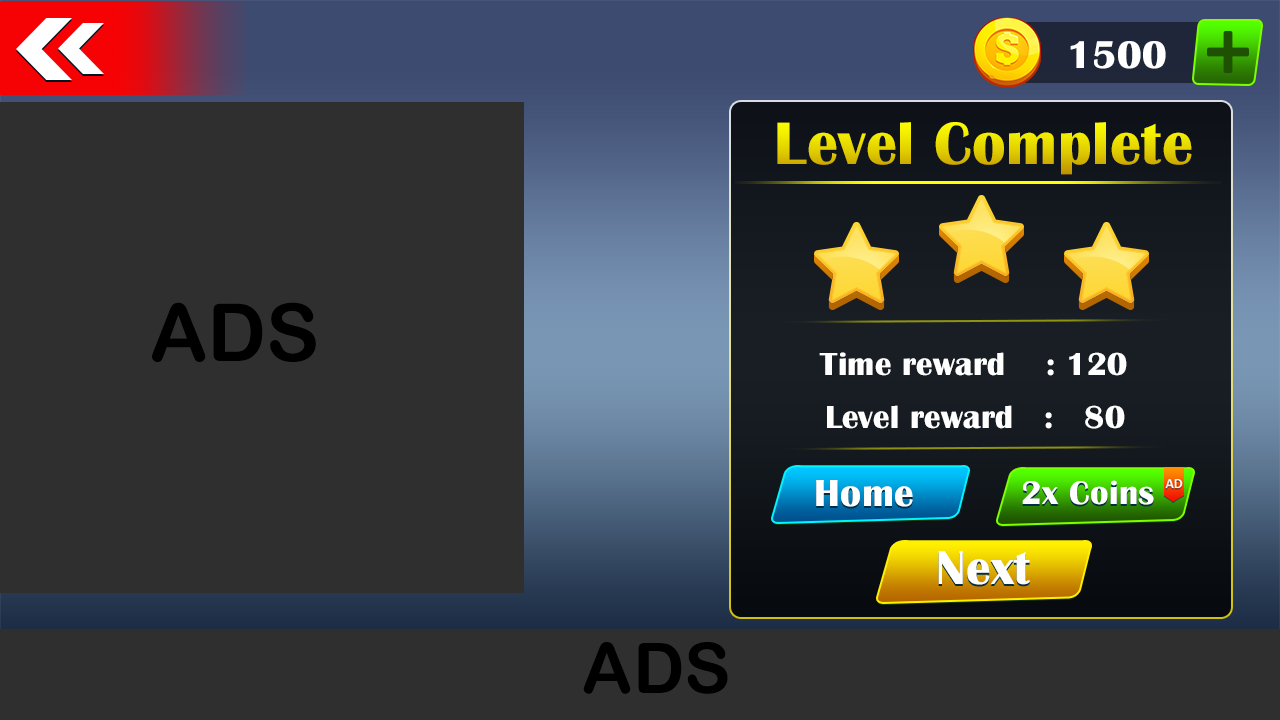 1500
Level Complete
ADS
Time reward : 120
Level reward : 80
Home
2x Coins AD
Next
ADS